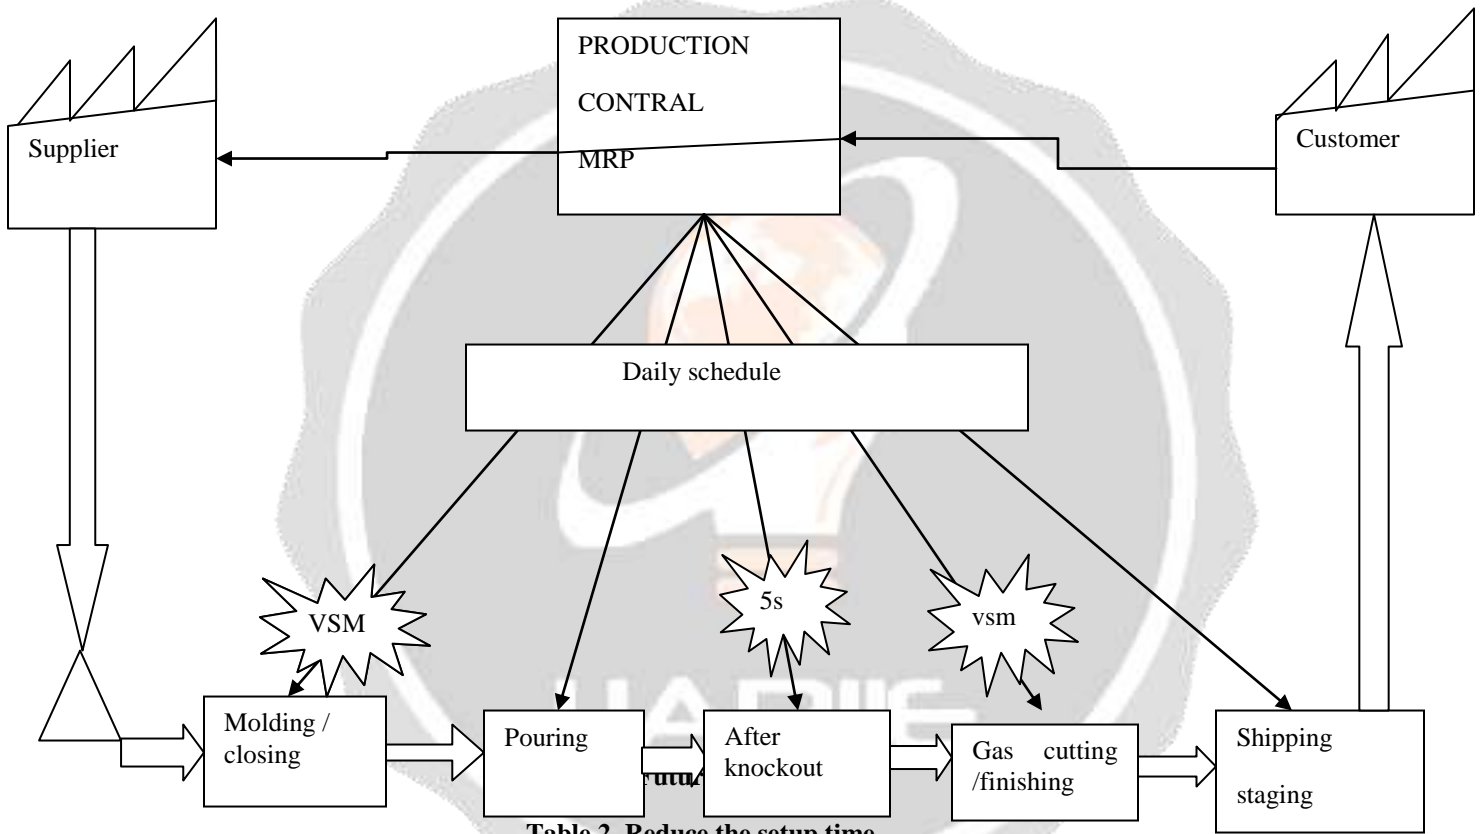 PRODUCTION
CONTRAL
MRP
Supplier
Customer
Daily schedule
VSM
5s
vsm
Molding /
closing
Pouring
After
knockout
Gas cutting
/finishing
Shipping
staging
Table 2. Reduce the setup time